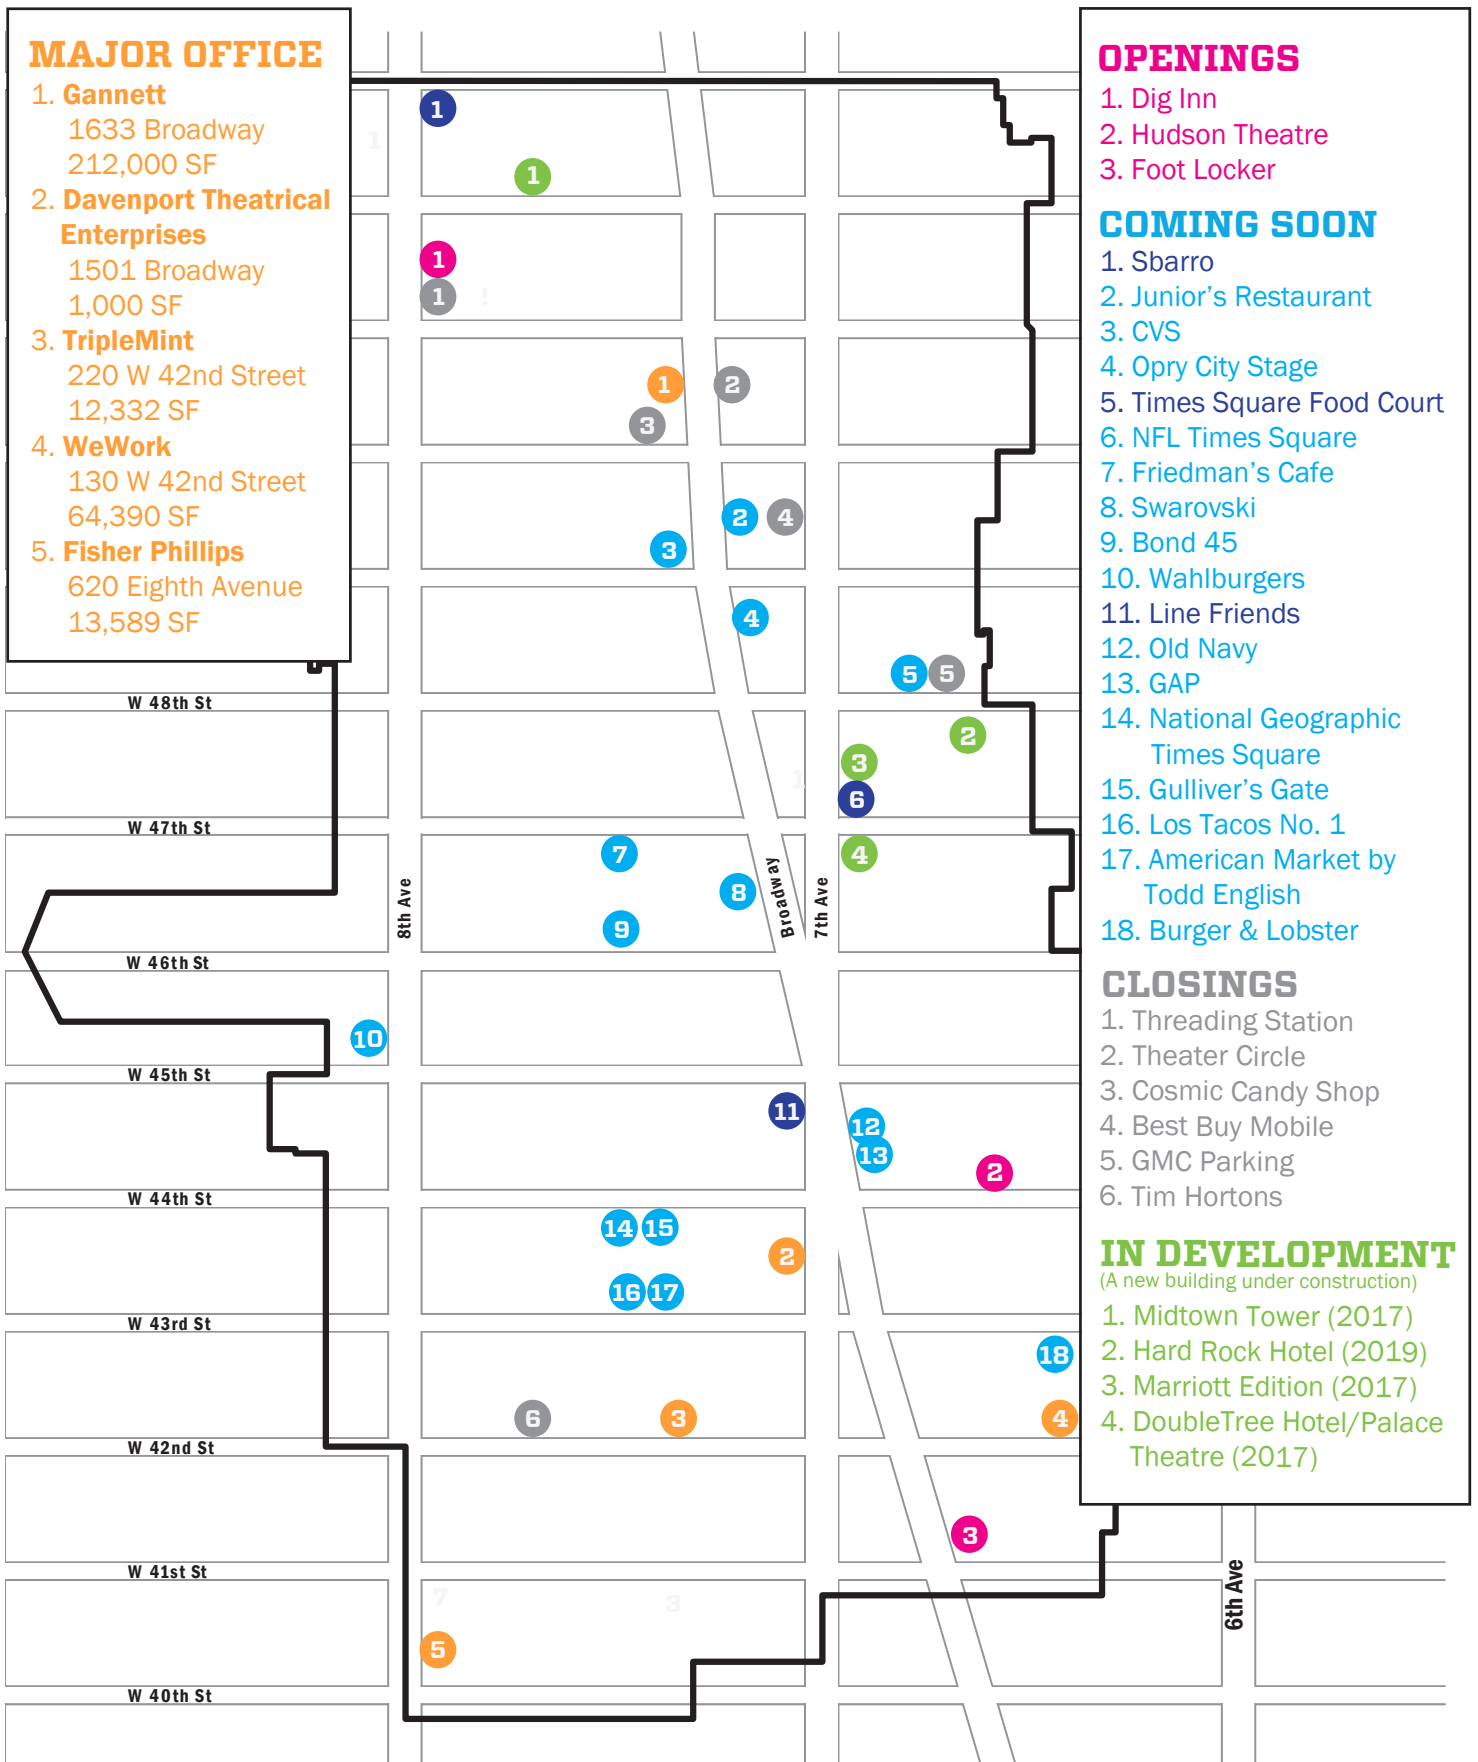 MAJOR OFFICE
1. Gannett
1633 Broadway
212,000 SF
2. Davenport Theatrical
Enterprises
1501 Broadway
1,000 SF
3. TripleMint
220 W 42nd Street
12,332 SF
4. WeWork
130 W 42nd Street
64,390 SF
5. Fisher Phillips
620 Eighth Avenue
13,589 SF
OPENINGS
1. Dig Inn
2. Hudson Theatre
3. Foot Locker
COMING SOON
1. Sbarro
2. Junior's Restaurant
3. CVS
4. Opry City Stage
5. Times Square Food Court
6. NFL Times Square
7. Friedman's Cafe
8. Swarovski
9. Bond 45
10. Wahlburgers
11. Line Friends
12. Old Navy
13. GAP
14. National Geographic
Times Square
15. Gulliver's Gate
16. Los Tacos No. 1
17. American Market by
Todd English
18. Burger & Lobster
CLOSINGS
1. Threading Station
2. Theater Circle
3. Cosmic Candy Shop
4. Best Buy Mobile
5. GMC Parking
6. Tim Hortons
IN DEVELOPMENT
(A new building under construction)
1. Midtown Tower (2017)
2. Hard Rock Hotel (2019)
3. Marriott Edition (2017)
4. DoubleTree Hotel/Palace
Theatre (2017)
1
1
1
1
1
!
1
2
3
2
4
3
4
5
5
W 48th St
2
3
1
6
W 47th St
7
4
8
9
8th Ave
Broadway
7th Ave
W 46th St
10
W 45th St
11
12
13
2
W 44th St
14
15
2
16
17
W 43rd St
18
6
3
4
W 42nd St
3
W 41st St
6th Ave
7
3
5
W 40th St